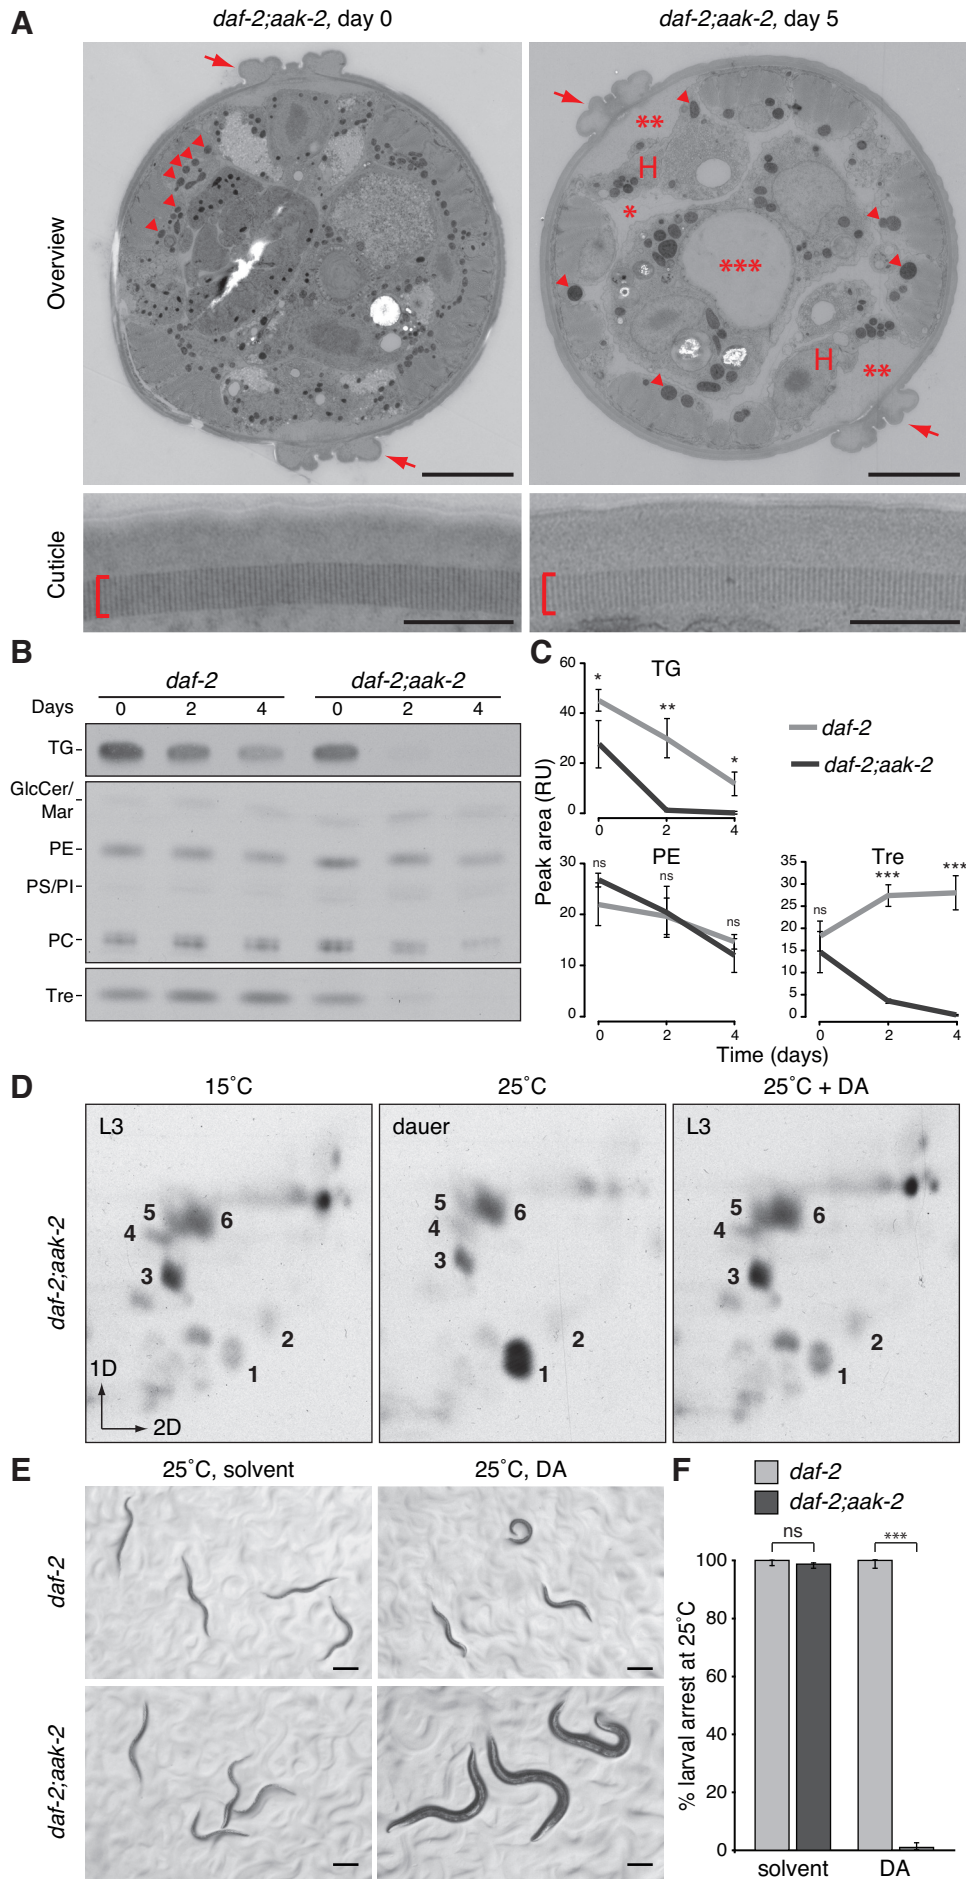 A
daf-2;aak-2, day 0
daf-2;aak-2, day 5
Overview
**
H
*
***
H
**
Cuticle
B
daf-2
daf-2;aak-2
Days
0
2
4
0
2
4
TG
GlcCer/
Mar
PE
PS/PI
PC
Tre
C
TG
60
40
20
0
*
**
*
0
2
4
daf-2
daf-2;aak-2
Peak area (RU)
PE
30
20
10
0
ns
ns
ns
0
2
4
Tre
35
30
25
20
15
10
5
0
ns
***
***
0
2
4
Time (days)
D
15˚C
25˚C
25˚C + DA
daf-2;aak-2
L3
5
4
6
3
2
1
1D
2D
dauer
5
4
6
3
2
1
L3
5
4
6
3
2
1
E
25˚C, solvent
25˚C, DA
daf-2
daf-2;aak-2
F
daf-2
daf-2;aak-2
ns
***
% larval arrest at 25˚C
100
80
60
40
20
0
solvent
DA